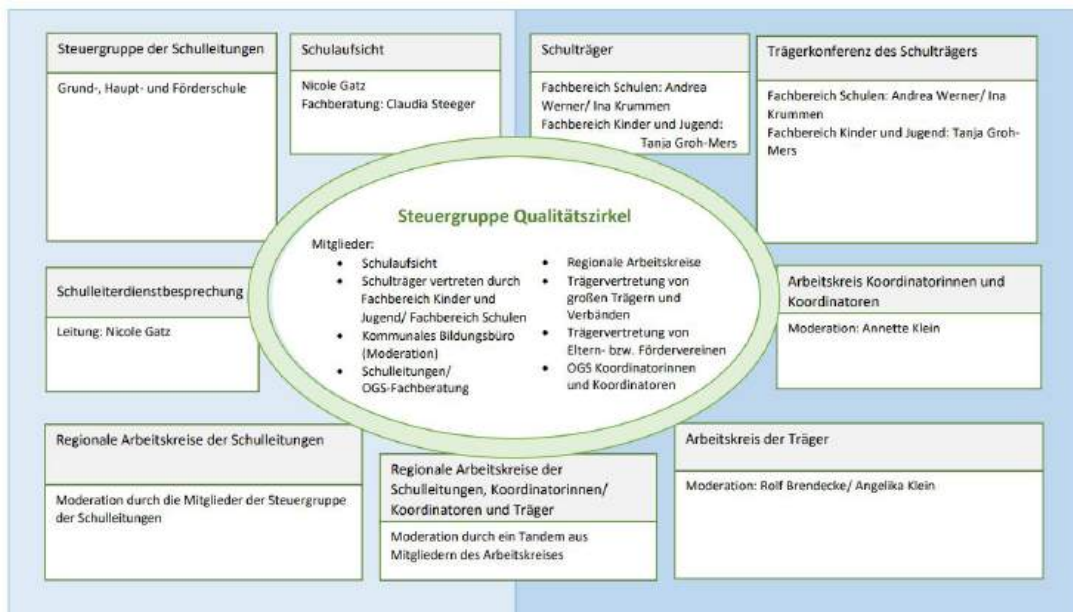 Steuergruppe der Schulleitungen
Grund-, Haupt- und Förderschule
Schulaufsicht
Nicole Gatz
Fachberatung: Claudia Steeger
Schulträger
Fachbereich Schulen: Andrea
Werner/ Ina Krummen
Fachbereich Kinder und Jugend:
Tanja Groh-Mers
Trägerkonferenz des Schulträgers
Fachbereich Schulen: Andrea Werner/ Ina
Krummen
Fachbereich Kinder und Jugend: Tanja Groh-
Mers
Steuergruppe Qualitätszirkel
Mitglieder:
• Schulaufsicht
• Schulträger vertreten durch
Fachbereich Kinder und
Jugend/ Fachbereich Schulen
• Kommunales Bildungsbüro
(Moderation)
• Schulleitungen/
OGS-Fachberatung
• Regionale Arbeitskreise
• Trägervertretung von
großen Trägern und
Verbänden
• Trägervertretung von
Eltern- bzw. Fördervereinen
• OGS Koordinatorinnen
und Koordinatoren
Schulleiterdienstbesprechung
Leitung: Nicole Gatz
Arbeitskreis Koordinatorinnen und
Koordinatoren
Moderation: Annette Klein
Regionale Arbeitskreise der Schulleitungen
Moderation durch die Mitglieder der Steuergruppe
der Schulleitungen
Regionale Arbeitskreise der
Schulleitungen, Koordinatorinnen/
Koordinatoren und Träger
Moderation durch ein Tandem aus
Mitgliedern des Arbeitskreises
Arbeitskreis der Träger
Moderation: Rolf Brendecke/ Angelika Klein